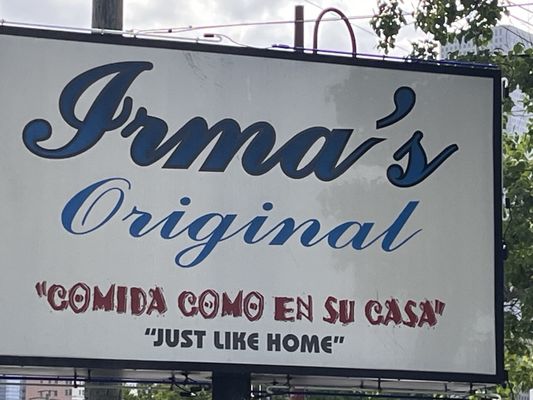 Irma's
Original
"COMIDA COMO EN SU CASA"
"JUST LIKE HOME"